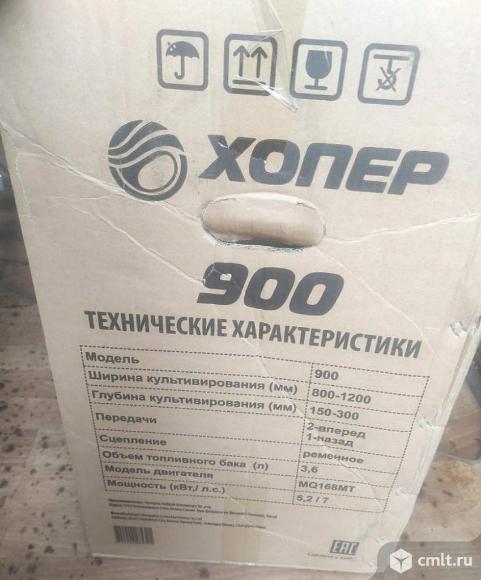 ХОПЕР
900
ТЕХНИЧЕСКИЕ ХАРАКТЕРИСТИКИ
Модель 900
Ширина культивирования (мм) 800-1200
Глубина культивирования (мм) 150-300
Передачи 2-вперед
1-назад
Сцепление ременное
Объем топливного бака (л) 3,6
Модель двигателя MQ168MT
Мощность (кВт/ л.с.) 5,2 / 7
EAC
cmlt.ru